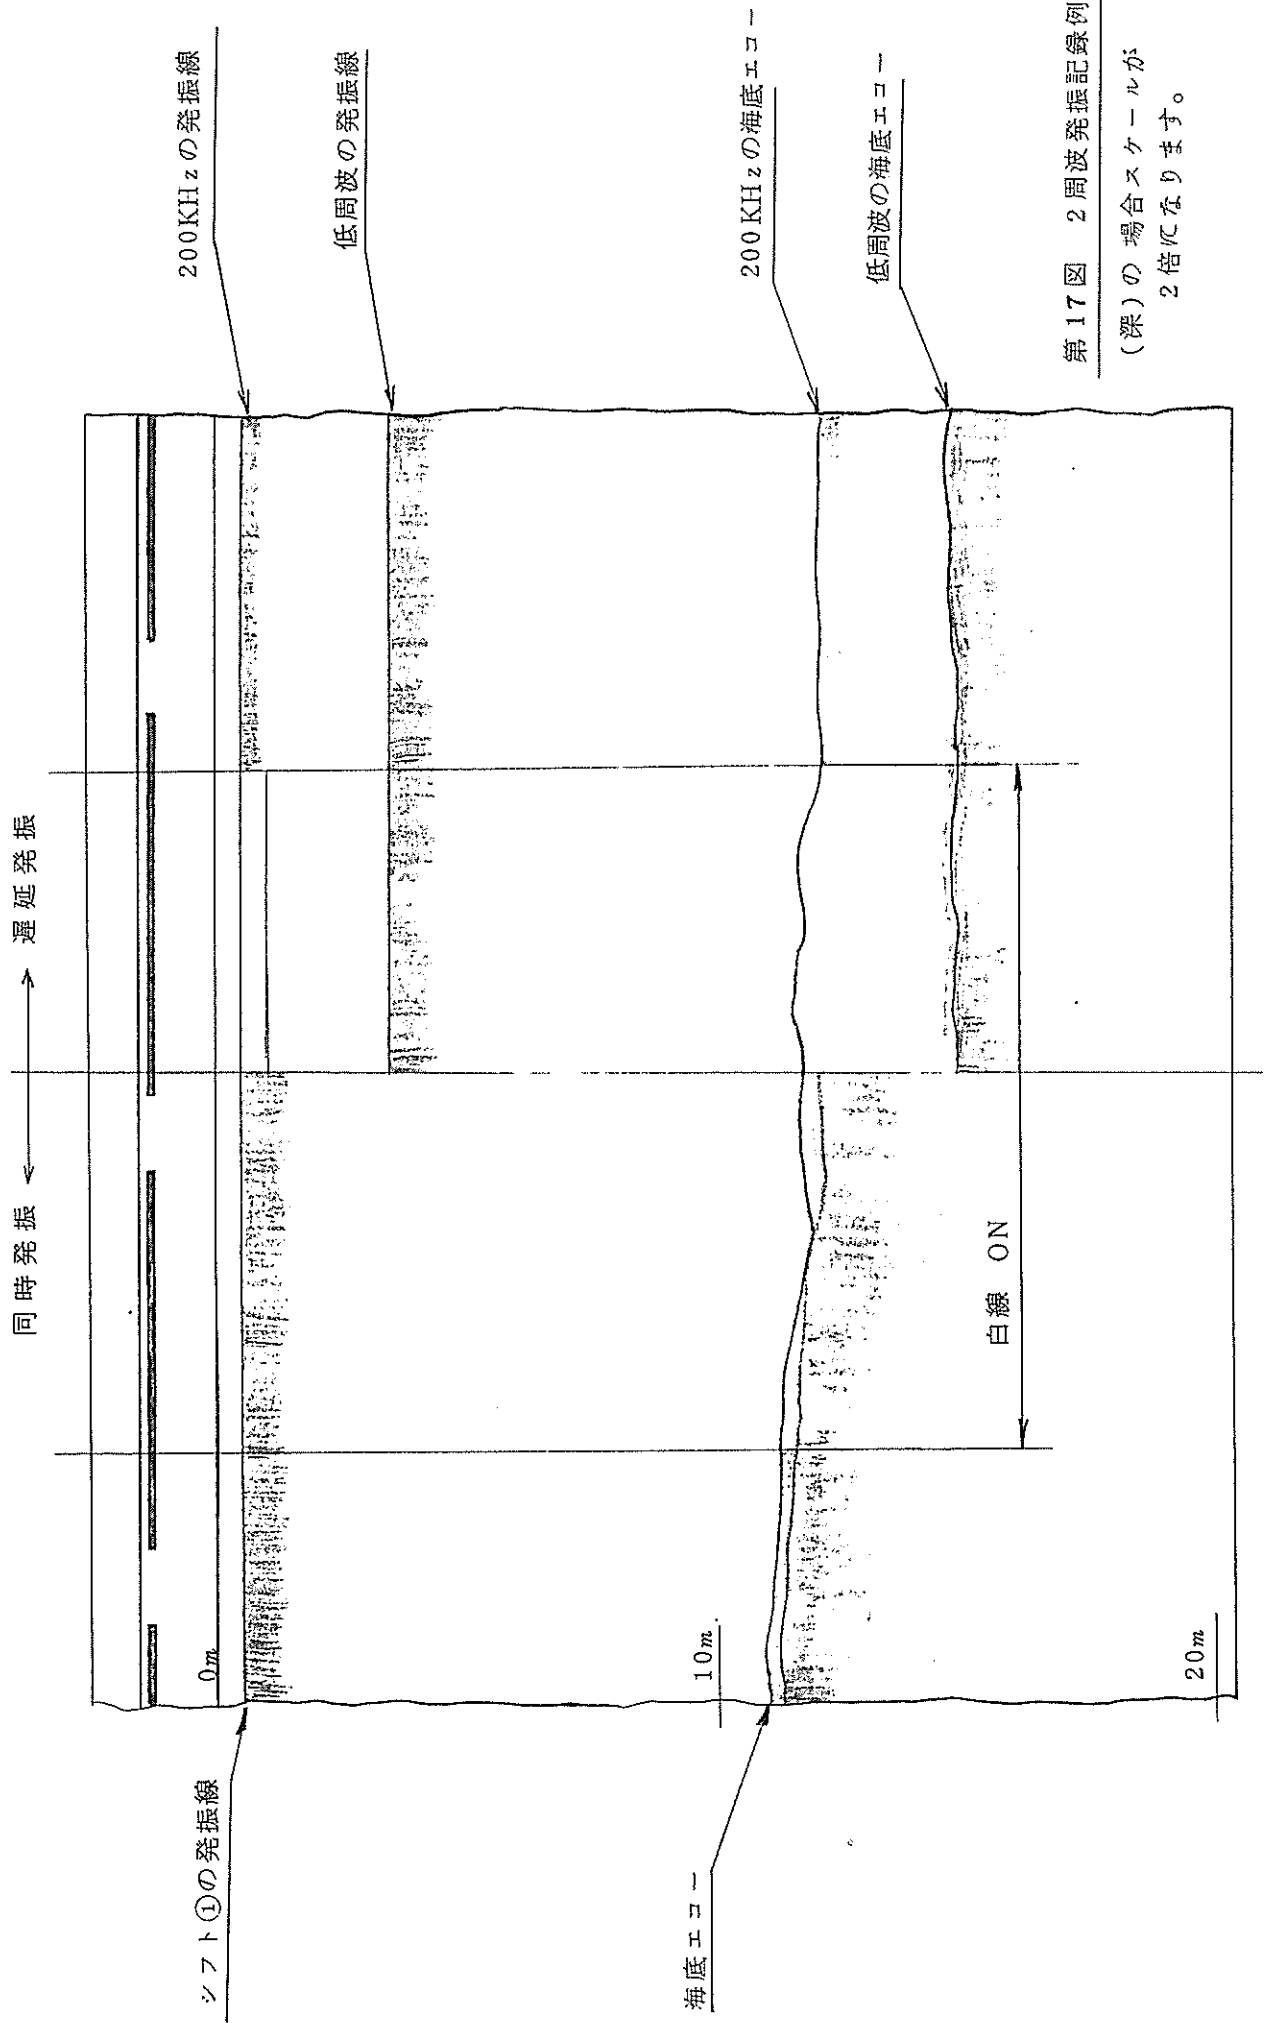 同時発振 ←→ 遅延発振
200KHzの発振線
低周波の発振線
200KHzの海底エコー
低周波の海底エコー
シフト①の発振線
海底エコー
0m
10m
20m
白線 ON
第17図 2周波発振記録例
(深)の場合スケールが
2倍になります。